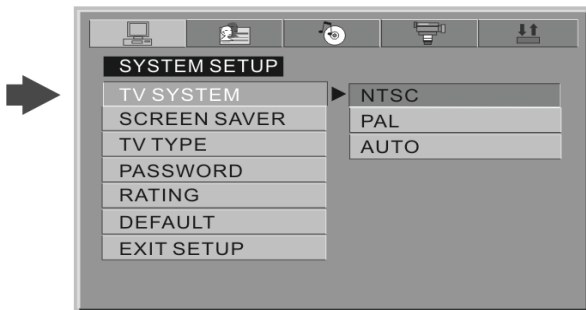 SYSTEM SETUP
TV SYSTEM
NTSC
SCREEN SAVER
PAL
TV TYPE
AUTO
PASSWORD
RATING
DEFAULT
EXIT SETUP